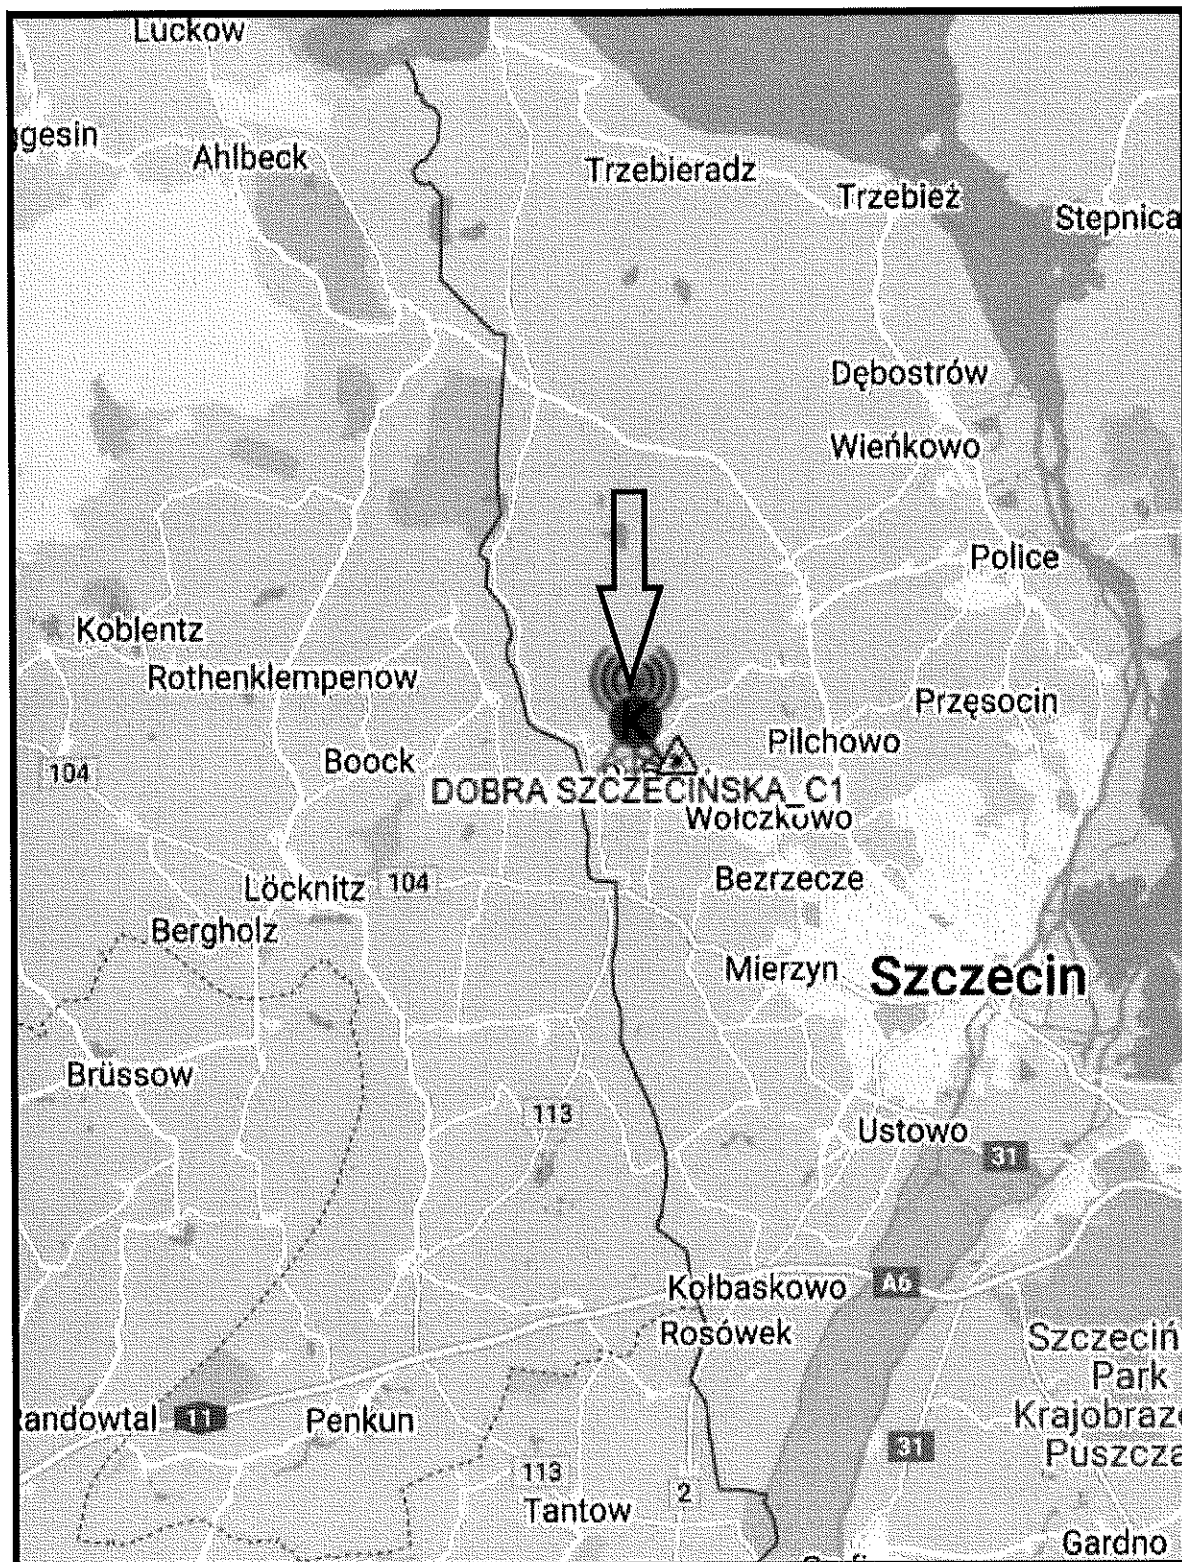 Luckow
gesin
Ahlbeck
Trzebieradz
Trzebież
Stepnica
Dębostrów
Wieńkowo
Police
Koblentz
Rothenklempenow
Przęsocin
K
Pilchowo
Boock
104
DOBRA SZCZECIŃSKA_C1
Wołczkowo
Bezrzecze
Löcknitz
104
Bergholz
Mierzyn
Szczecin
Brüssow
113
Ustowo
31
Kołbaskowo
A6
Rosówek
Szczeciń
Park
Krajobraz
Puszcza
andowtal
11
Penkun
31
113
2
Tantow
Gardno